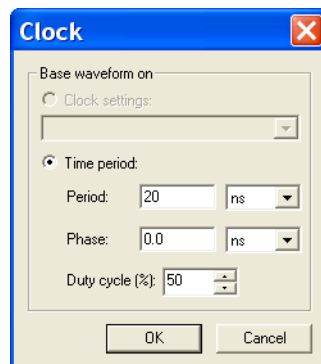 Clock
Base waveform on
Clock settings:
Time period:
Period: 20 ns
Phase: 0.0 ns
Duty cycle (%): 50
OK Cancel